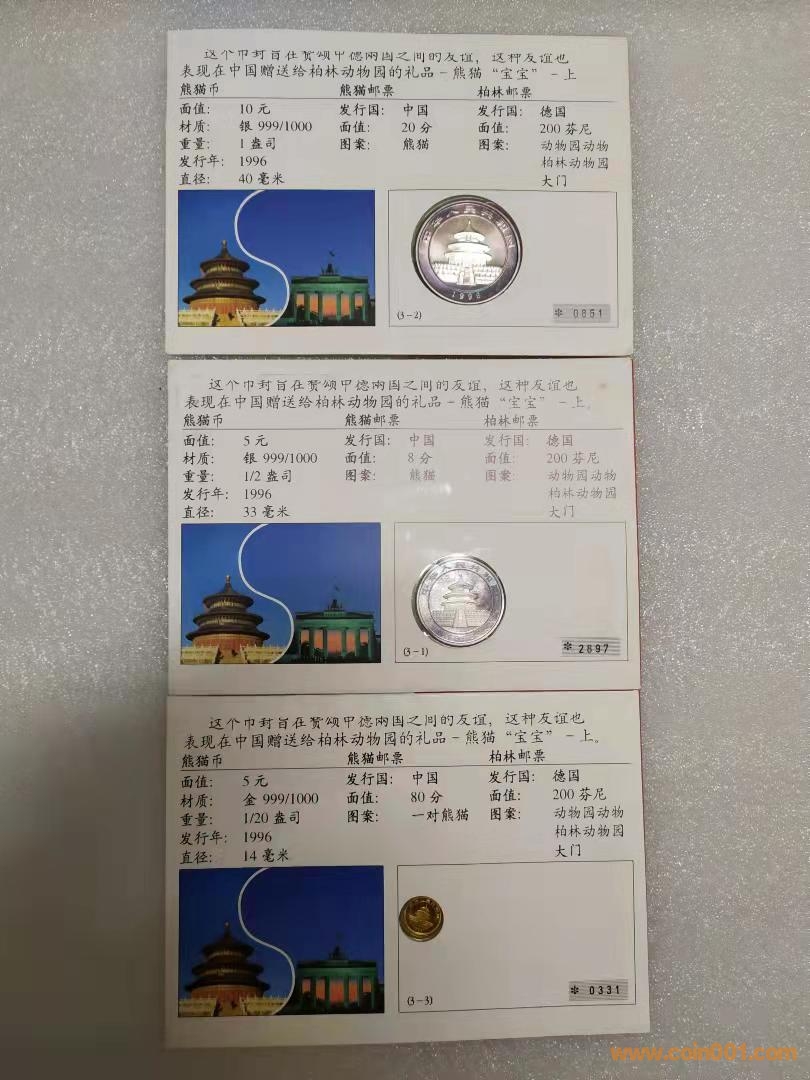 这个币封旨在赞颂中德两国之间的友谊，这种友谊也
表现在中国赠送给柏林动物园的礼品－熊猫“宝宝”－上
熊猫币 熊猫邮票 柏林邮票
面值： 10 元 发行国： 中国 发行国： 德国
材质： 银 999/1000 面值： 20 分 面值： 200 芬尼
重量： 1 盎司 图案： 熊猫 图案： 动物园动物
发行年： 1996 柏林动物园
直径： 40 毫米 大门
中华人民共和国
1996
(3－2)
✻ 0851
这个币封旨在赞颂中德两国之间的友谊，这种友谊也
表现在中国赠送给柏林动物园的礼品－熊猫“宝宝”－上。
熊猫币 熊猫邮票 柏林邮票
面值： 5 元 发行国： 中国 发行国： 德国
材质： 银 999/1000 面值： 8 分 面值： 200 芬尼
重量： 1/2 盎司 图案： 熊猫 图案： 动物园动物
发行年： 1996 柏林动物园
直径： 33 毫米 大门
中华人民共和国
(3－1)
✻ 2897
这个币封旨在赞颂中德两国之间的友谊，这种友谊也
表现在中国赠送给柏林动物园的礼品－熊猫“宝宝”－上。
熊猫币 熊猫邮票 柏林邮票
面值： 5 元 发行国： 中国 发行国： 德国
材质： 金 999/1000 面值： 80 分 面值： 200 芬尼
重量： 1/20 盎司 图案： 一对熊猫 图案： 动物园动物
发行年： 1996 柏林动物园
直径： 14 毫米 大门
(3－3)
✻ 0331
www.coin001.com